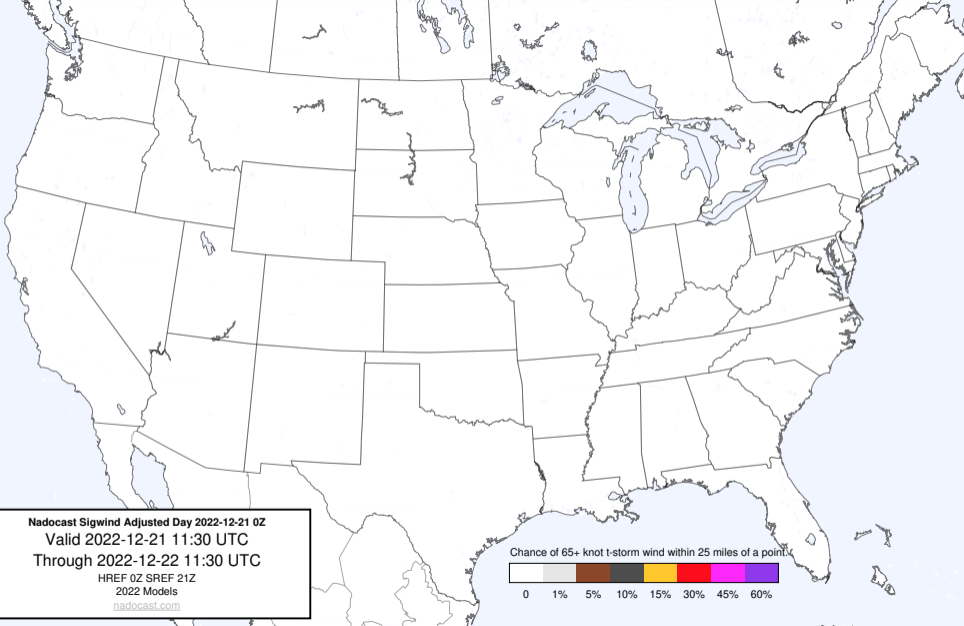 Nadocast Sigwind Adjusted Day 2022-12-21 0Z
Valid 2022-12-21 11:30 UTC
Through 2022-12-22 11:30 UTC
HREF 0Z SREF 21Z
2022 Models
nadocast.com
Chance of 65+ knot t-storm wind within 25 miles of a point.
0 1% 5% 10% 15% 30% 45% 60%